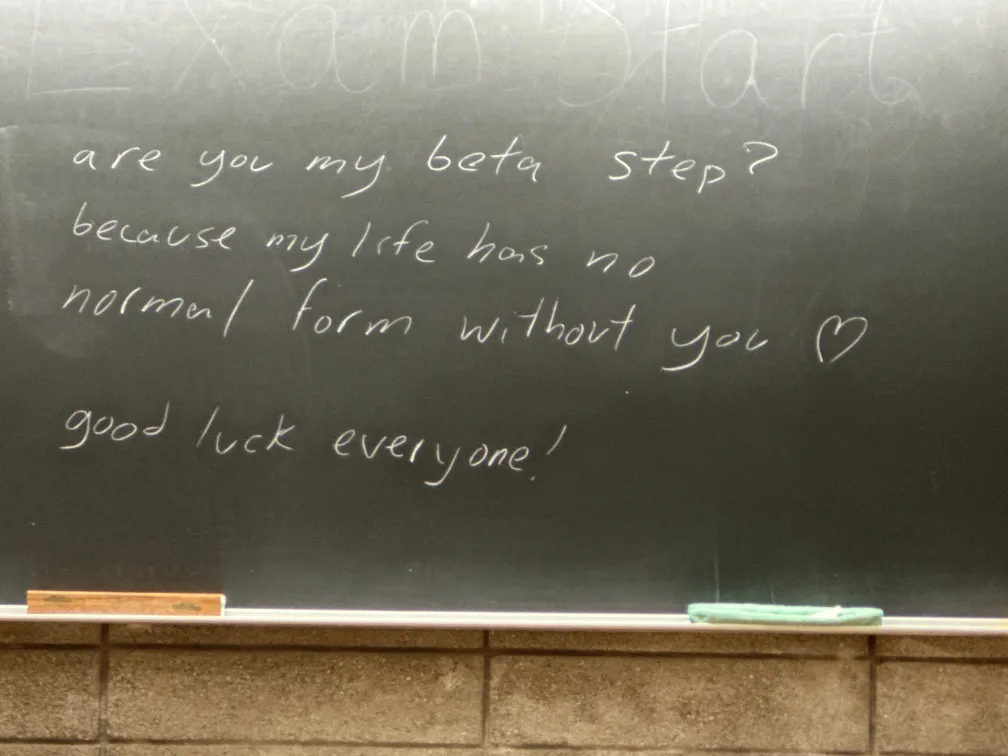 Exam Start
are you my beta step?
because my life has no
normal form without you ♡
good luck everyone!